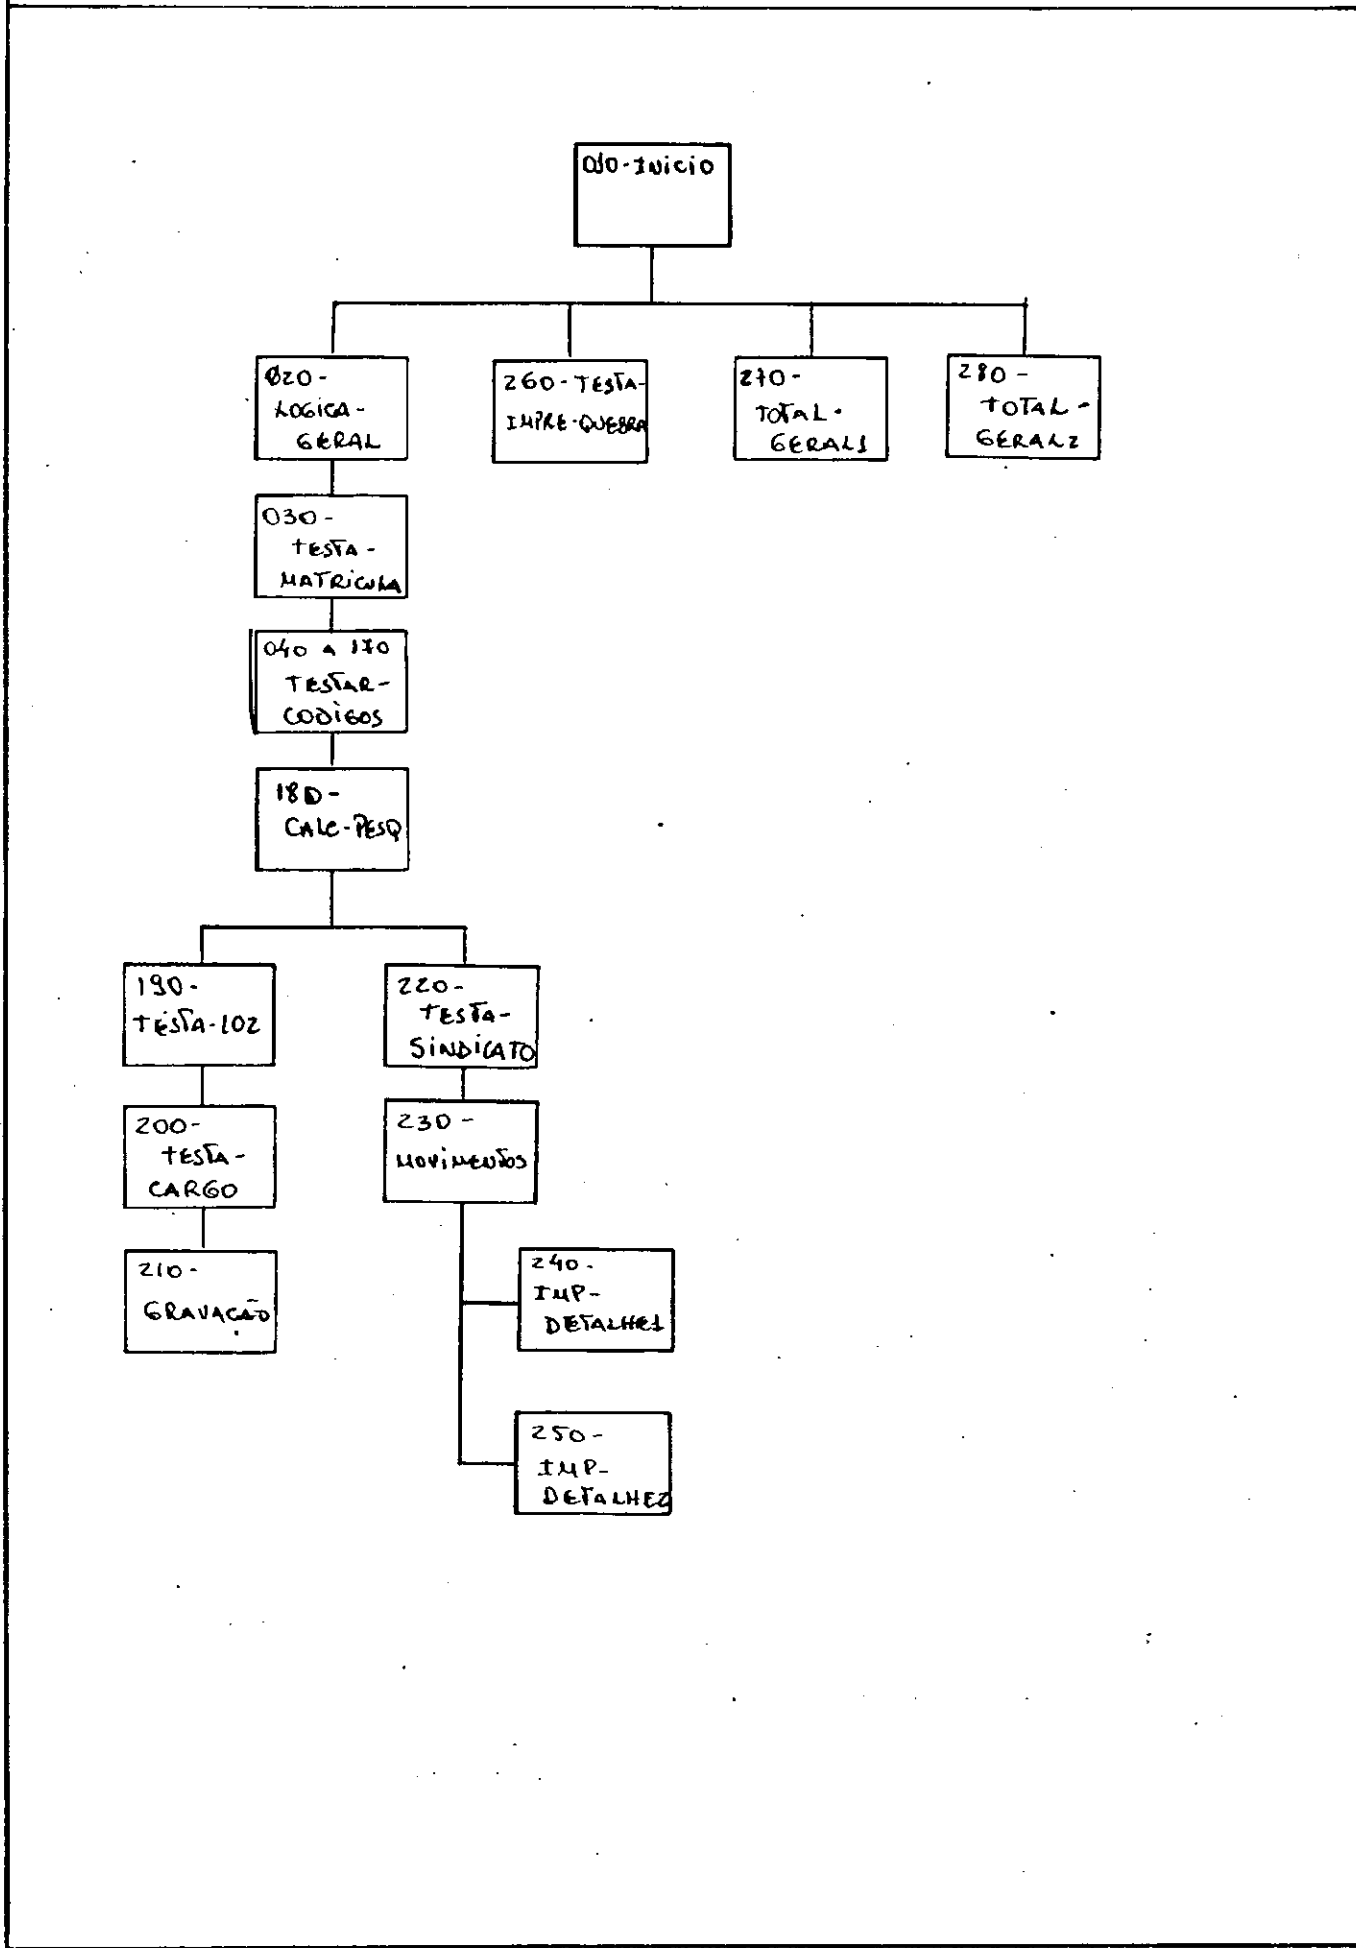 010-INICIO
020-
LOGICA-
GERAL
260-TESTA-
IMPRE-QUEBRA
270-
TOTAL-
GERAL1
280-
TOTAL-
GERAL2
030-
TESTA-
MATRICULA
040 A 170
TESTAR-
CODIGOS
180-
CALC-PESQ
190-
TESTA-102
220-
TESTA-
SINDICATO
200-
TESTA-
CARGO
230-
MOVIMENTOS
210-
GRAVAÇÃO
240-
IMP-
DETALHE1
250-
IMP-
DETALHE2